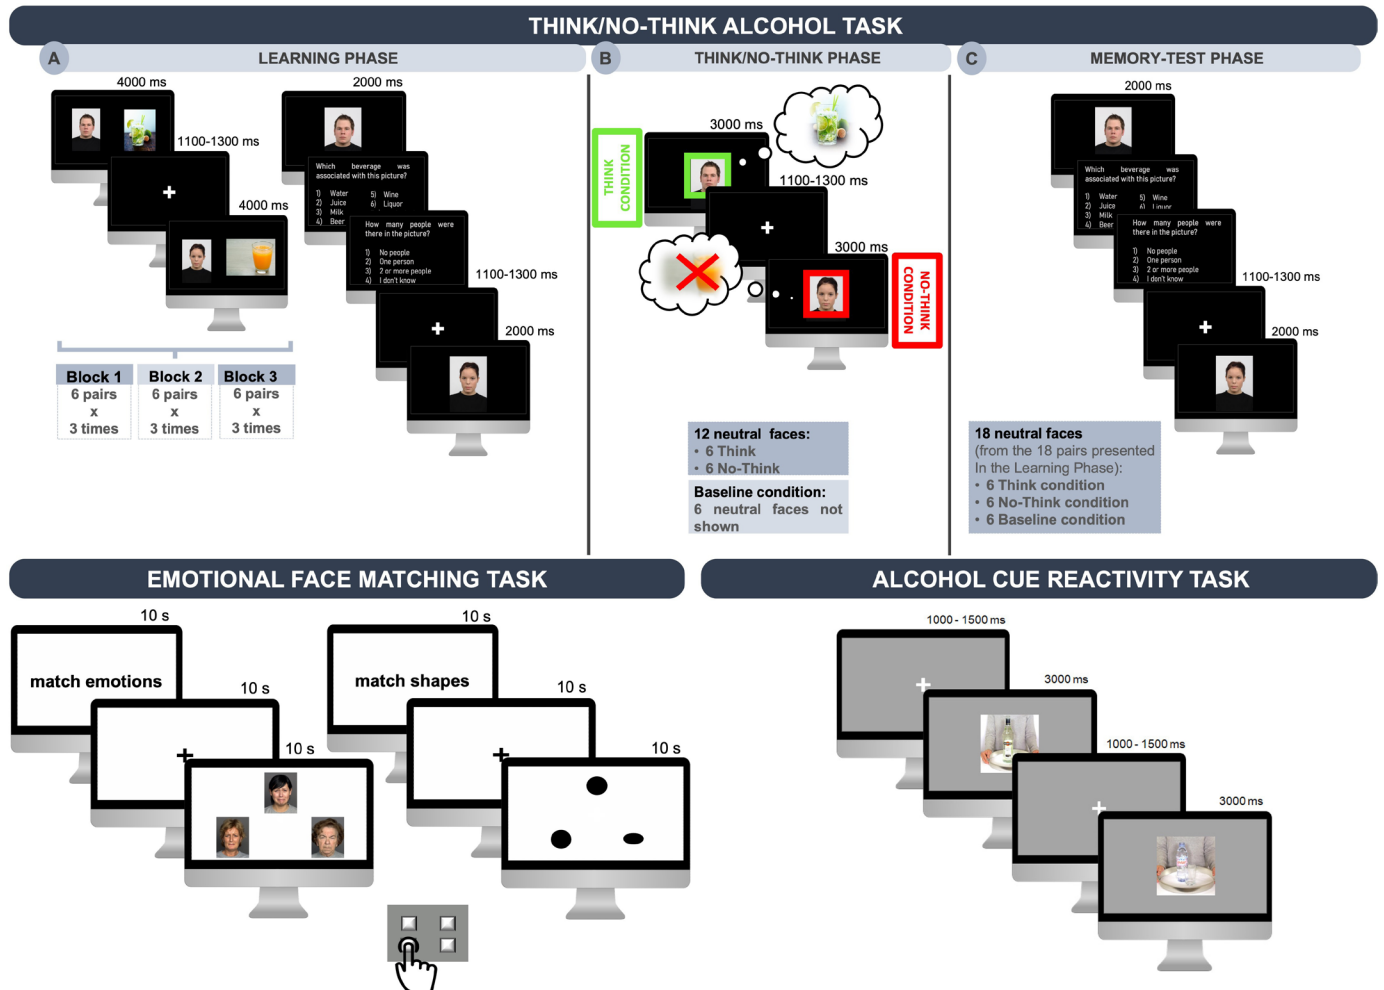 THINK/NO-THINK ALCOHOL TASK
A
LEARNING PHASE
4000 ms
1100-1300 ms
4000 ms
2000 ms
Which beverage was
associated with this picture?
1) Water
2) Juice
3) Milk
4) Beer
5) Wine
6) Liquor
How many people were
there in the picture?
1) No people
2) One person
3) 2 or more people
4) I don't know
1100-1300 ms
2000 ms
Block 1
6 pairs
x
3 times
Block 2
6 pairs
x
3 times
Block 3
6 pairs
x
3 times
B
THINK/NO-THINK PHASE
THINK
CONDITION
3000 ms
1100-1300 ms
3000 ms
NO-THINK
CONDITION
12 neutral faces:
• 6 Think
• 6 No-Think
Baseline condition:
6 neutral faces not
shown
C
MEMORY-TEST PHASE
2000 ms
Which beverage was
associated with this picture?
1) Water
2) Juice
3) Milk
4) Beer
5) Wine
6) Liquor
How many people were
there in the picture?
1) No people
2) One person
3) 2 or more people
4) I don't know
1100-1300 ms
2000 ms
18 neutral faces
(from the 18 pairs presented
In the Learning Phase):
• 6 Think condition
• 6 No-Think condition
• 6 Baseline condition
EMOTIONAL FACE MATCHING TASK
10 s
match emotions
10 s
10 s
10 s
match shapes
10 s
10 s
ALCOHOL CUE REACTIVITY TASK
1000 - 1500 ms
3000 ms
1000 - 1500 ms
3000 ms